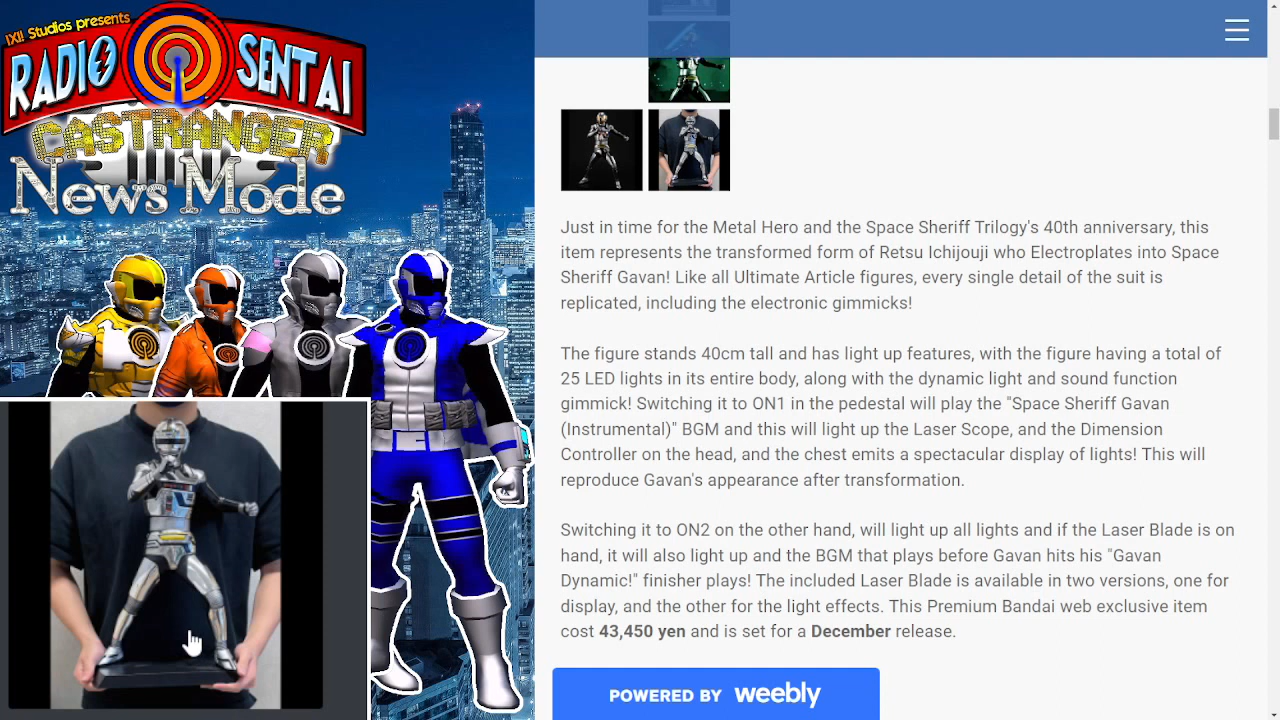 IXII Studios presents
RADIO SENTAI
CASTRANGER
News Mode
Just in time for the Metal Hero and the Space Sheriff Trilogy's 40th anniversary, this
item represents the transformed form of Retsu Ichijouji who Electroplates into Space
Sheriff Gavan! Like all Ultimate Article figures, every single detail of the suit is
replicated, including the electronic gimmicks!
The figure stands 40cm tall and has light up features, with the figure having a total of
25 LED lights in its entire body, along with the dynamic light and sound function
gimmick! Switching it to ON1 in the pedestal will play the "Space Sheriff Gavan
(Instrumental)" BGM and this will light up the Laser Scope, and the Dimension
Controller on the head, and the chest emits a spectacular display of lights! This will
reproduce Gavan's appearance after transformation.
Switching it to ON2 on the other hand, will light up all lights and if the Laser Blade is on
hand, it will also light up and the BGM that plays before Gavan hits his "Gavan
Dynamic!" finisher plays! The included Laser Blade is available in two versions, one for
display, and the other for the light effects. This Premium Bandai web exclusive item
cost 43,450 yen and is set for a December release.
POWERED BY weebly